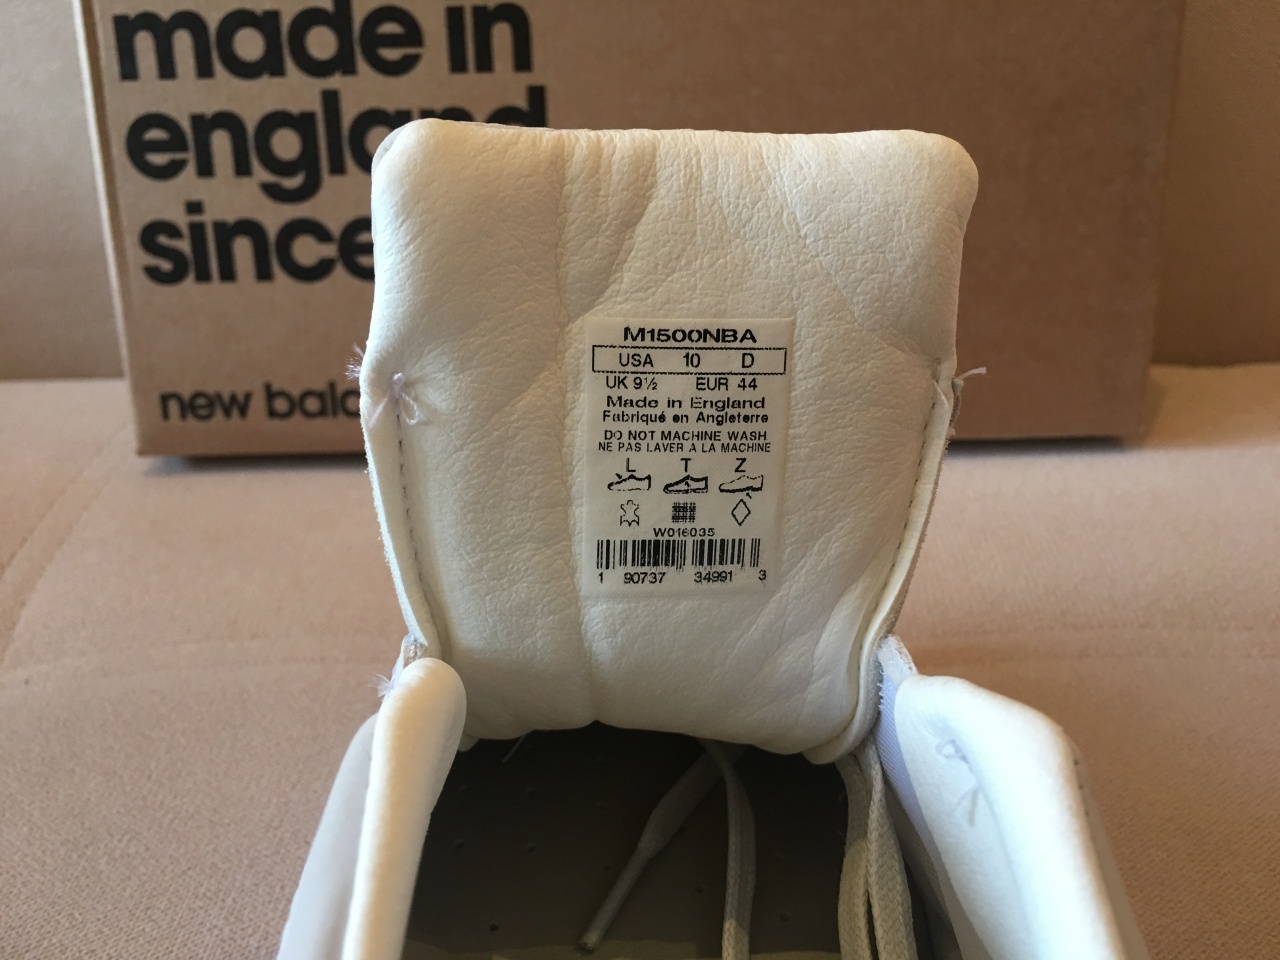 made in
england
since
new bala
M1500NBA
USA 10 D
UK 9½ EUR 44
Made in England
Fabriqué en Angleterre
DO NOT MACHINE WASH
NE PAS LAVER A LA MACHINE
L T Z
W016035
1 90737 34991 3